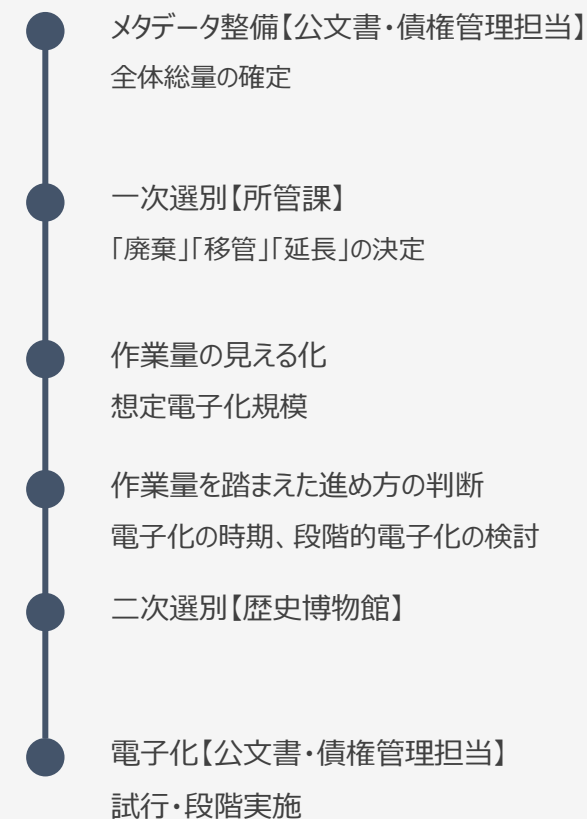 メタデータ整備【公文書・債権管理担当】
全体総量の確定
一次選別【所管課】
「廃棄」「移管」「延長」の決定
作業量の見える化
想定電子化規模
作業量を踏まえた進め方の判断
電子化の時期、段階的電子化の検討
二次選別【歴史博物館】
電子化【公文書・債権管理担当】
試行・段階実施